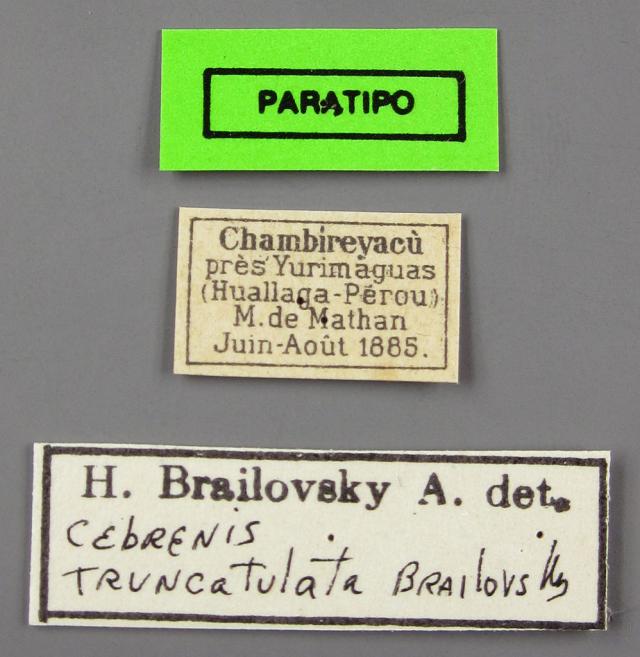 PARATIPO
Chambireyacù
près Yurimaguas
(Huallaga-Pérou)
M. de Mathan
Juin-Août 1885.
H. Brailovsky A. det.
CEBRENIS
TRUNCATULATA BRAILOVSKY